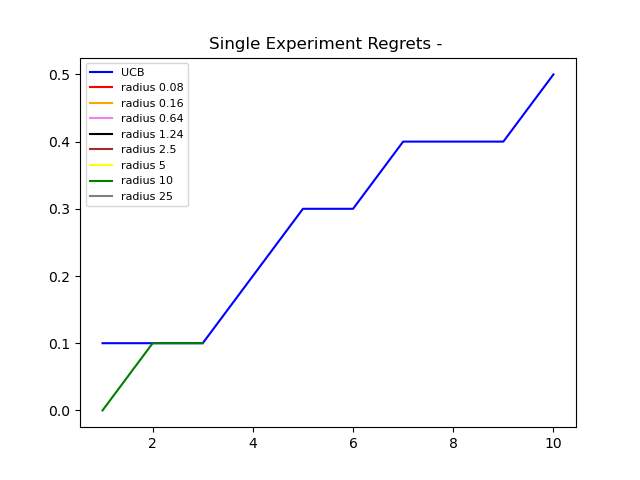 Single Experiment Regrets -
UCB
radius 0.08
radius 0.16
radius 0.64
radius 1.24
radius 2.5
radius 5
radius 10
radius 25
0.5
0.4
0.3
0.2
0.1
0.0
2 4 6 8 10